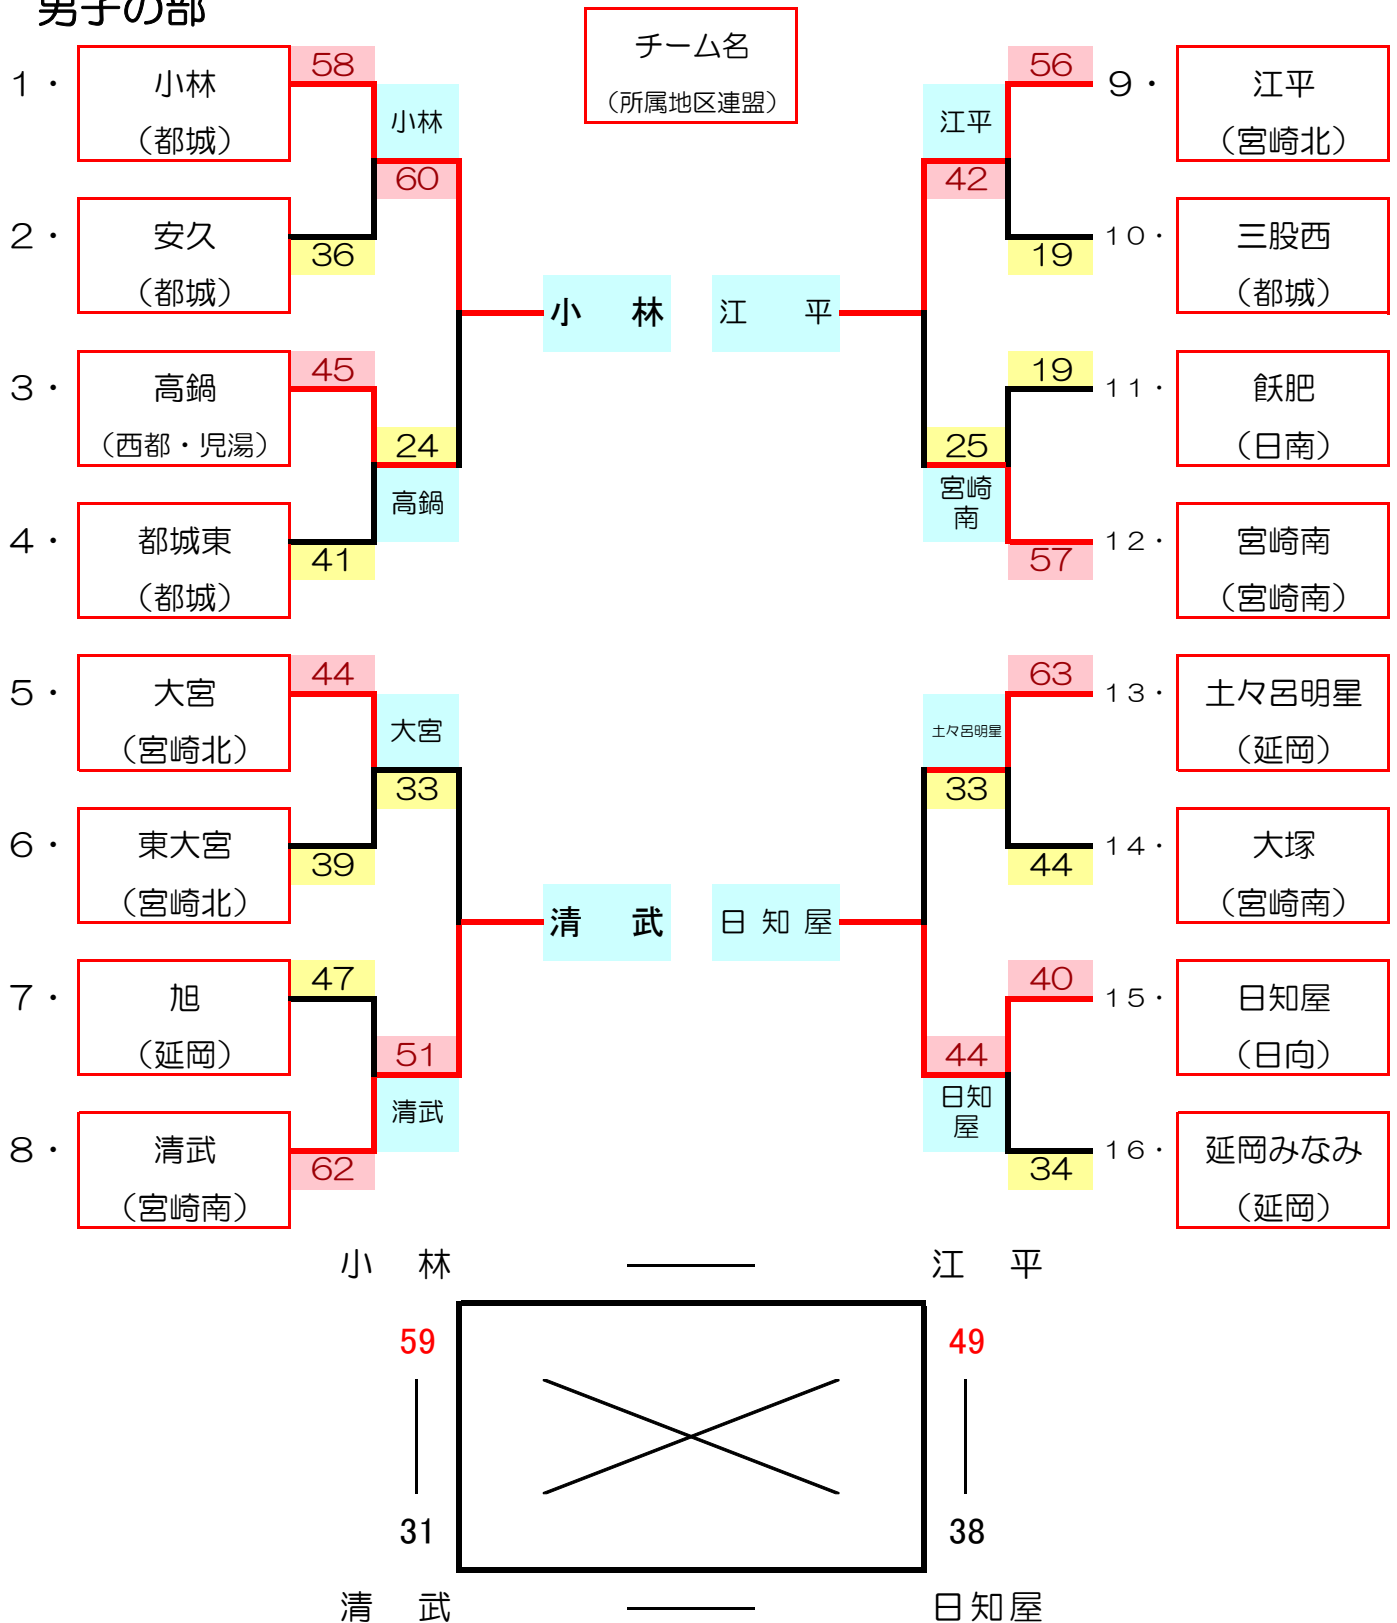 男子の部
チーム名
（所属地区連盟）
1・
小林
（都城）
58
小林
60
2・
安久
（都城）
36
3・
高鍋
（西都・児湯）
45
24
高鍋
4・
都城東
（都城）
41
小 林
5・
大宮
（宮崎北）
44
大宮
33
6・
東大宮
（宮崎北）
39
7・
旭
（延岡）
47
51
清武
8・
清武
（宮崎南）
62
清 武
56
9・
江平
（宮崎北）
江平
42
10・
三股西
（都城）
19
江 平
19
11・
飫肥
（日南）
25
宮崎
南
12・
宮崎南
（宮崎南）
57
63
13・
土々呂明星
（延岡）
土々呂明星
33
14・
大塚
（宮崎南）
44
日知屋
40
15・
日知屋
（日向）
44
日知
屋
16・
延岡みなみ
（延岡）
34
小 林
江 平
59
49
31
38
清 武
日知屋